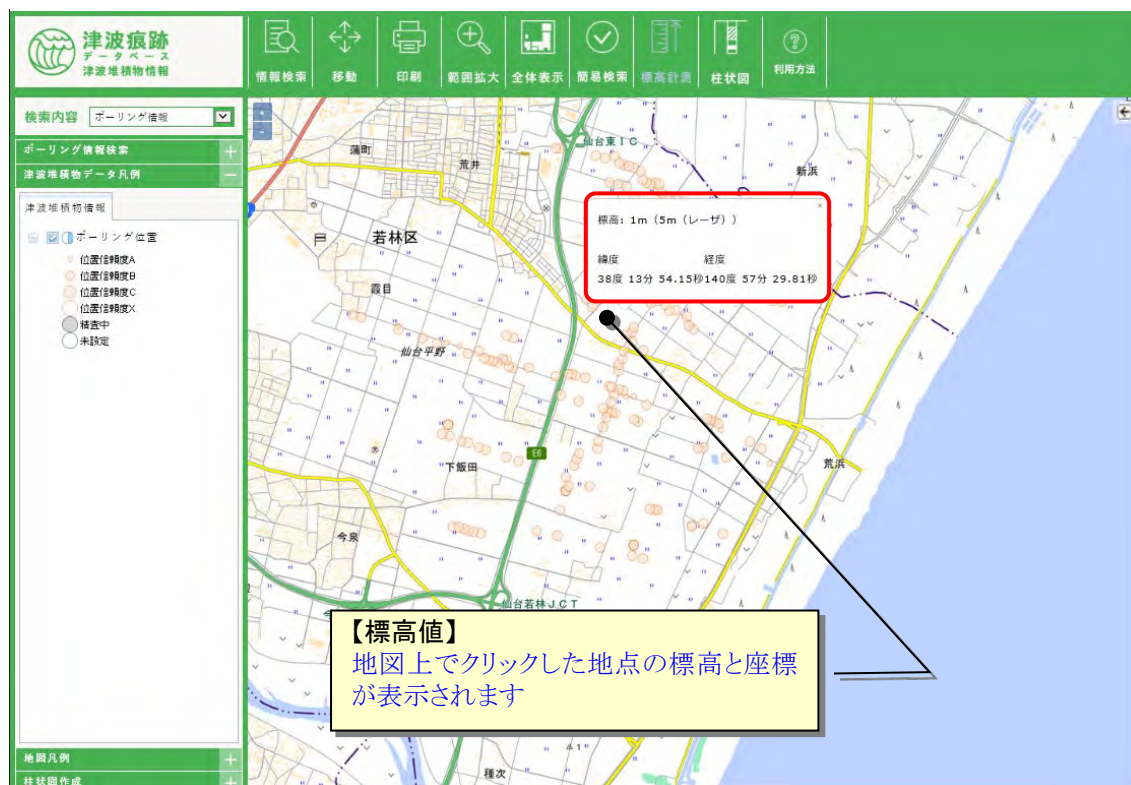 津波痕跡
データベース
津波堆積物情報
情報検索
移動
印刷
範囲拡大
全体表示
簡易検索
標高計測
柱状図
利用方法
検索内容
ボーリング情報
ボーリング情報検索
津波堆積物データ凡例
津波堆積物情報
ボーリング位置
位置信頼度A
位置信頼度B
位置信頼度C
位置信頼度X
精査中
未設定
地図凡例
柱状図作成
蒲町
荒井
仙台東IC
新浜
若林区
霞目
標高: 1m (5m (レーザ))
緯度 経度
38度 13分 54.15秒140度 57分 29.81秒
仙台平野
E6
下飯田
荒浜
今泉
仙台若林JCT
【標高値】
地図上でクリックした地点の標高と座標
が表示されます
種次